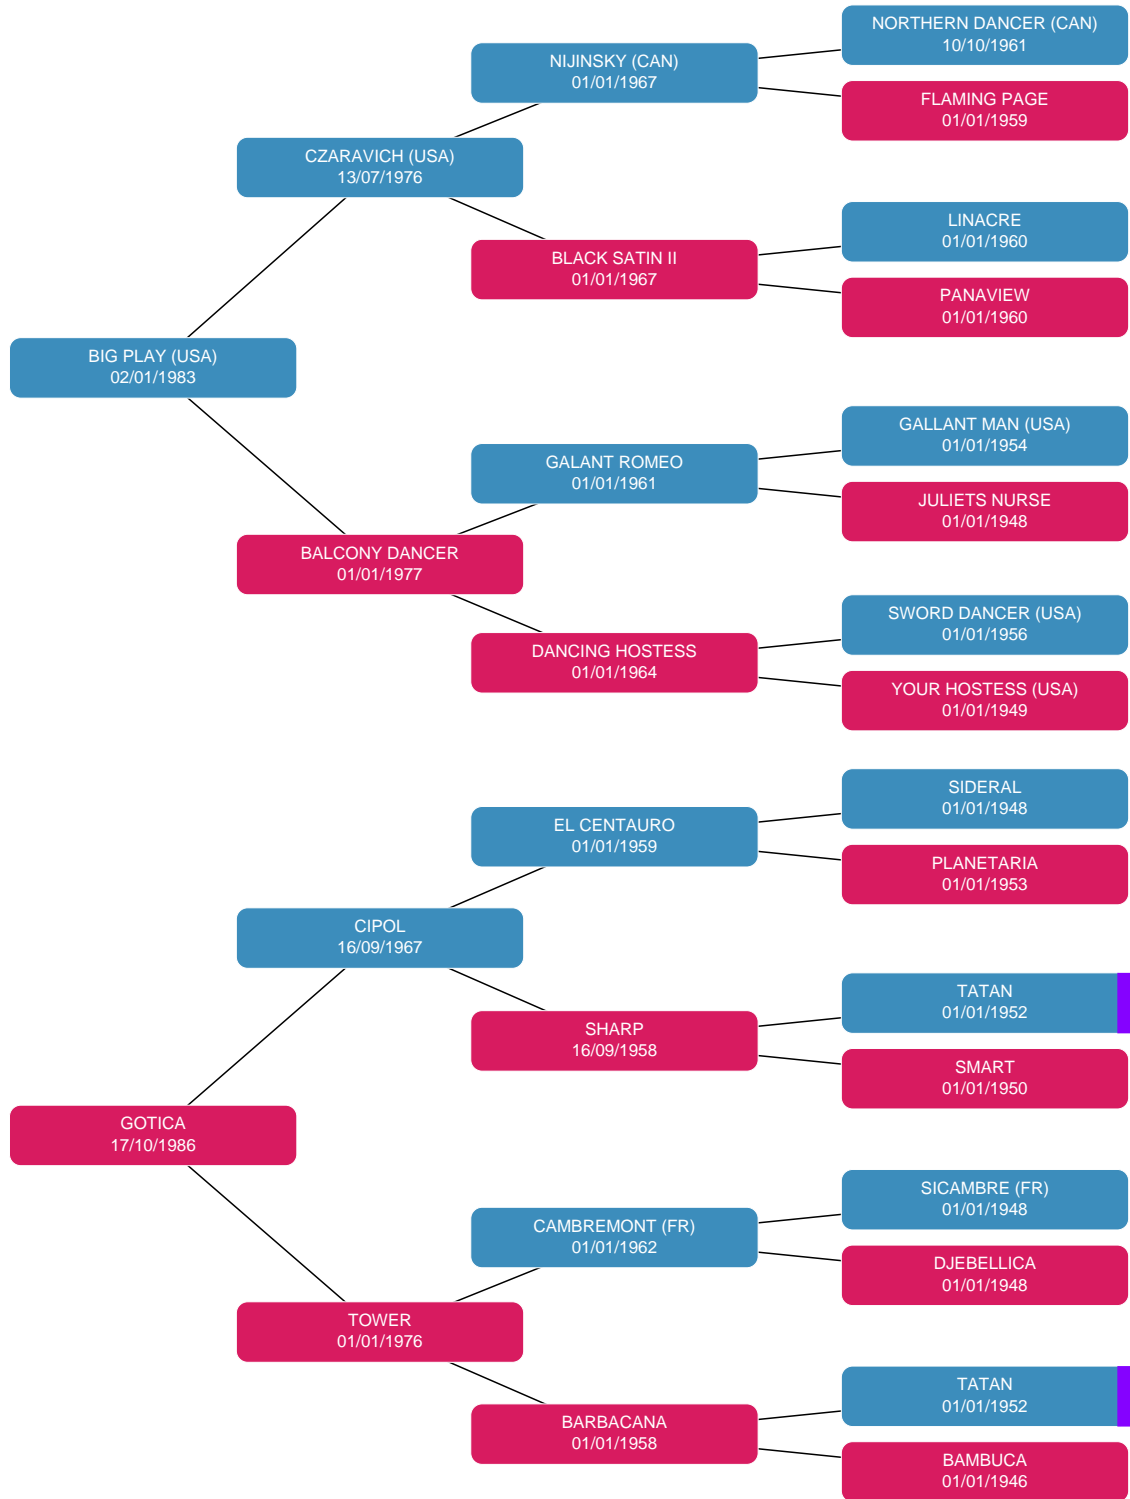 NORTHERN DANCER (CAN)
10/10/1961
NIJINSKY (CAN)
01/01/1967
FLAMING PAGE
01/01/1959
CZARAVICH (USA)
13/07/1976
LINACRE
01/01/1960
BLACK SATIN II
01/01/1967
PANAVIEW
01/01/1960
BIG PLAY (USA)
02/01/1983
GALLANT MAN (USA)
01/01/1954
GALANT ROMEO
01/01/1961
JULIETS NURSE
01/01/1948
BALCONY DANCER
01/01/1977
SWORD DANCER (USA)
01/01/1956
DANCING HOSTESS
01/01/1964
YOUR HOSTESS (USA)
01/01/1949
SIDERAL
01/01/1948
EL CENTAURO
01/01/1959
PLANETARIA
01/01/1953
CIPOL
16/09/1967
TATAN
01/01/1952
SHARP
16/09/1958
SMART
01/01/1950
GOTICA
17/10/1986
SICAMBRE (FR)
01/01/1948
CAMBREMONT (FR)
01/01/1962
DJEBELLICA
01/01/1948
TOWER
01/01/1976
TATAN
01/01/1952
BARBACANA
01/01/1958
BAMBUCA
01/01/1946